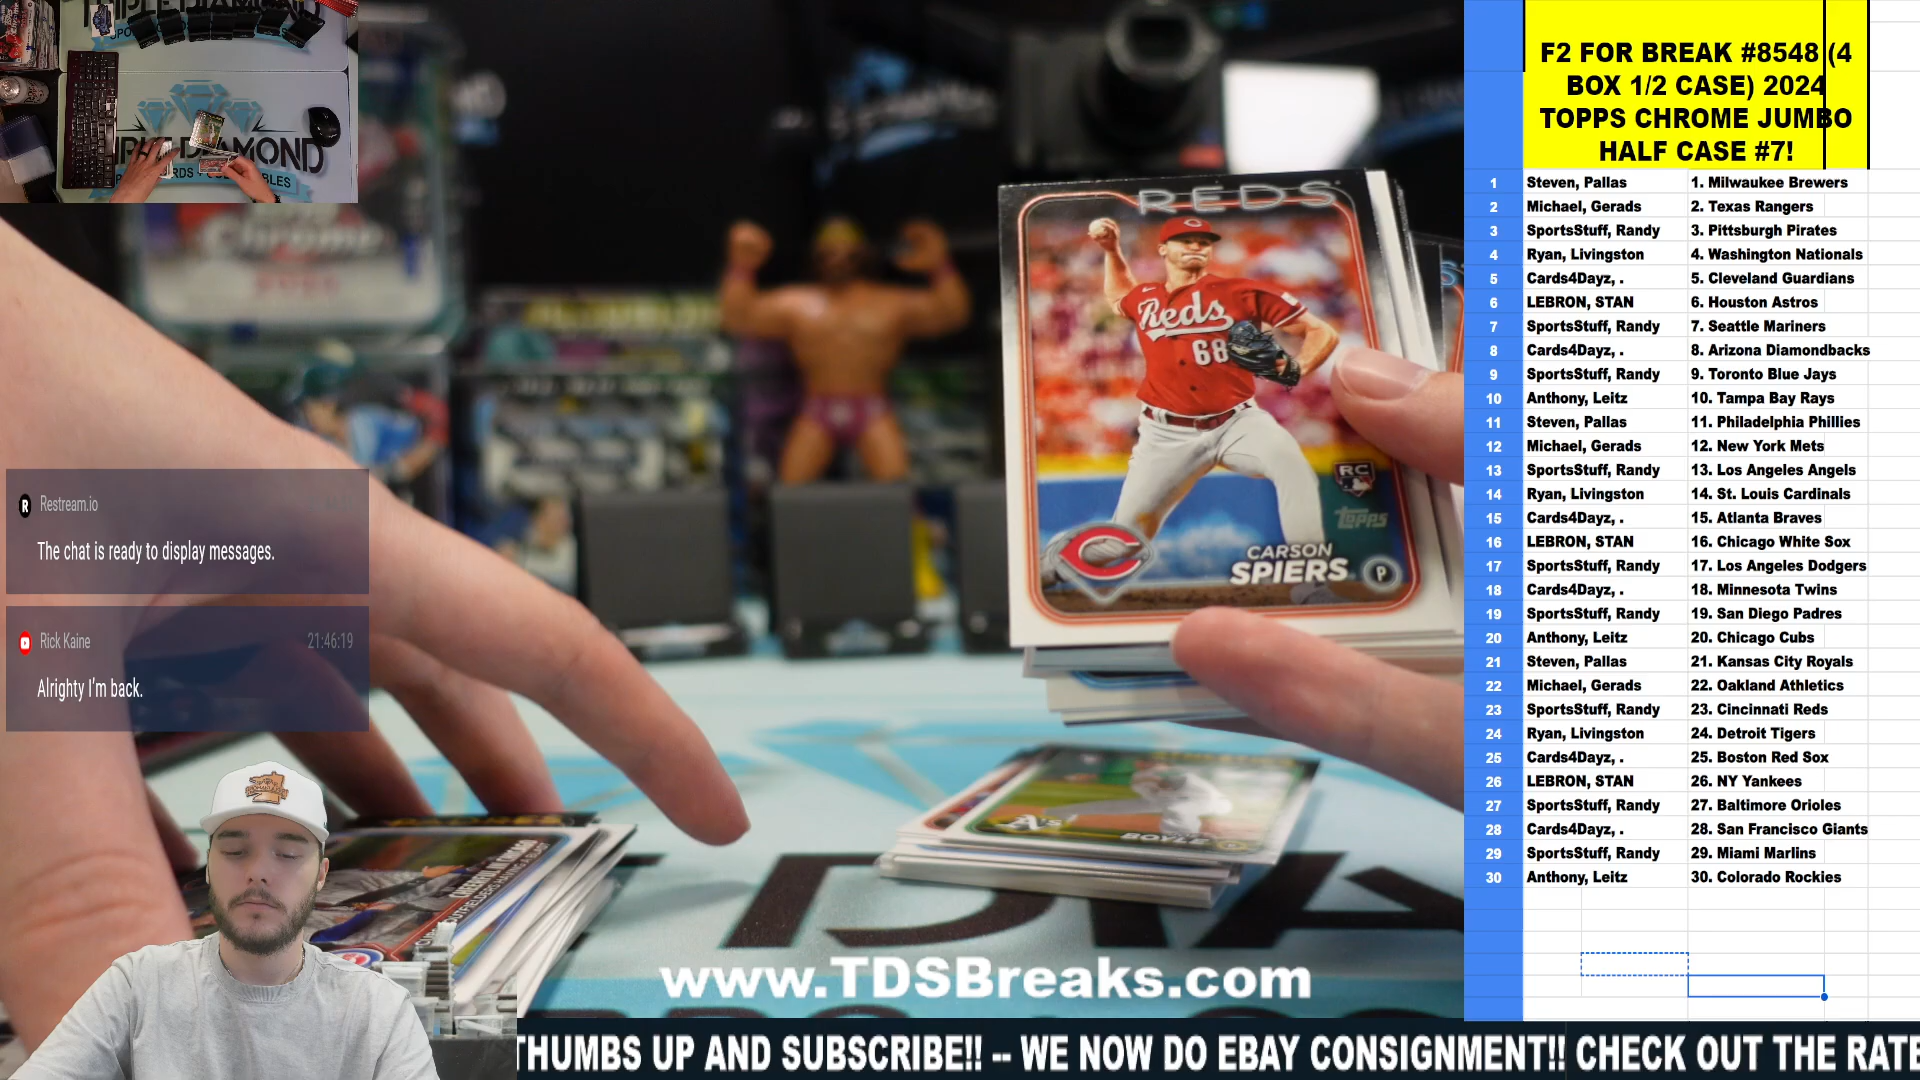 F2 FOR BREAK #8548 (4
BOX 1/2 CASE) 2024
TOPPS CHROME JUMBO
HALF CASE #7!
1 Steven, Pallas 1. Milwaukee Brewers
2 Michael, Gerads 2. Texas Rangers
3 SportsStuff, Randy 3. Pittsburgh Pirates
4 Ryan, Livingston 4. Washington Nationals
5 Cards4Dayz, . 5. Cleveland Guardians
6 LEBRON, STAN 6. Houston Astros
7 SportsStuff, Randy 7. Seattle Mariners
8 Cards4Dayz, . 8. Arizona Diamondbacks
9 SportsStuff, Randy 9. Toronto Blue Jays
10 Anthony, Leitz 10. Tampa Bay Rays
11 Steven, Pallas 11. Philadelphia Phillies
12 Michael, Gerads 12. New York Mets
13 SportsStuff, Randy 13. Los Angeles Angels
14 Ryan, Livingston 14. St. Louis Cardinals
15 Cards4Dayz, . 15. Atlanta Braves
16 LEBRON, STAN 16. Chicago White Sox
17 SportsStuff, Randy 17. Los Angeles Dodgers
18 Cards4Dayz, . 18. Minnesota Twins
19 SportsStuff, Randy 19. San Diego Padres
20 Anthony, Leitz 20. Chicago Cubs
21 Steven, Pallas 21. Kansas City Royals
22 Michael, Gerads 22. Oakland Athletics
23 SportsStuff, Randy 23. Cincinnati Reds
24 Ryan, Livingston 24. Detroit Tigers
25 Cards4Dayz, . 25. Boston Red Sox
26 LEBRON, STAN 26. NY Yankees
27 SportsStuff, Randy 27. Baltimore Orioles
28 Cards4Dayz, . 28. San Francisco Giants
29 SportsStuff, Randy 29. Miami Marlins
30 Anthony, Leitz 30. Colorado Rockies
REDS
Reds
68
RC
topps
CARSON
SPIERS
P
Chrome
R Restream.io
The chat is ready to display messages.
Rick Kaine 21:46:19
Alrighty I'm back.
A's
BOYLE
www.TDSBreaks.com
THUMBS UP AND SUBSCRIBE!! -- WE NOW DO EBAY CONSIGNMENT!! CHECK OUT THE RATE